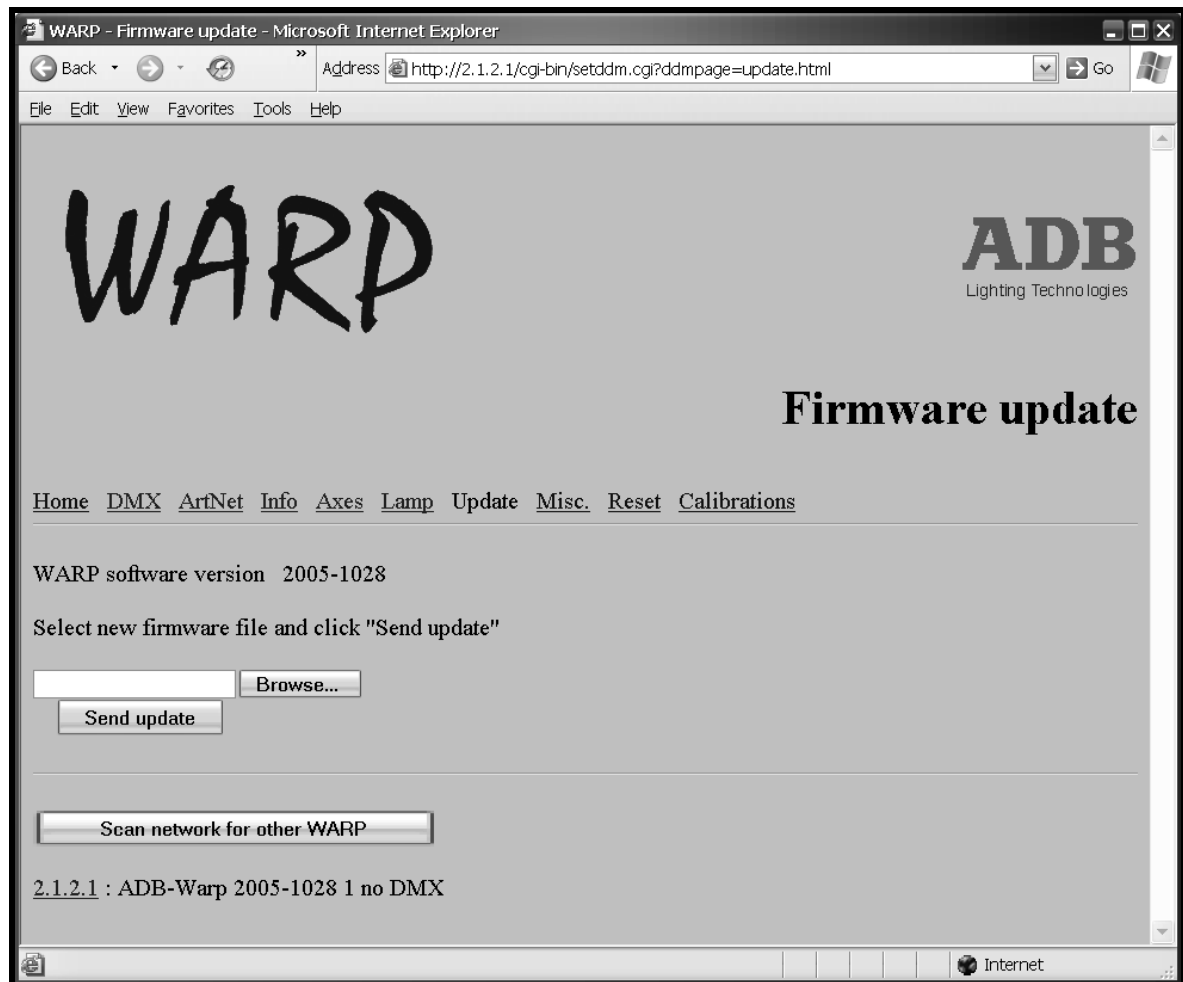 WARP - Firmware update - Microsoft Internet Explorer
Back » Address http://2.1.2.1/cgi-bin/setddm.cgi?ddmpage=update.html Go
File Edit View Favorites Tools Help
WARP
ADB
Lighting Technologies
Firmware update
Home DMX ArtNet Info Axes Lamp Update Misc. Reset Calibrations
WARP software version 2005-1028
Select new firmware file and click "Send update"
Browse...
Send update
Scan network for other WARP
2.1.2.1 : ADB-Warp 2005-1028 1 no DMX
Internet